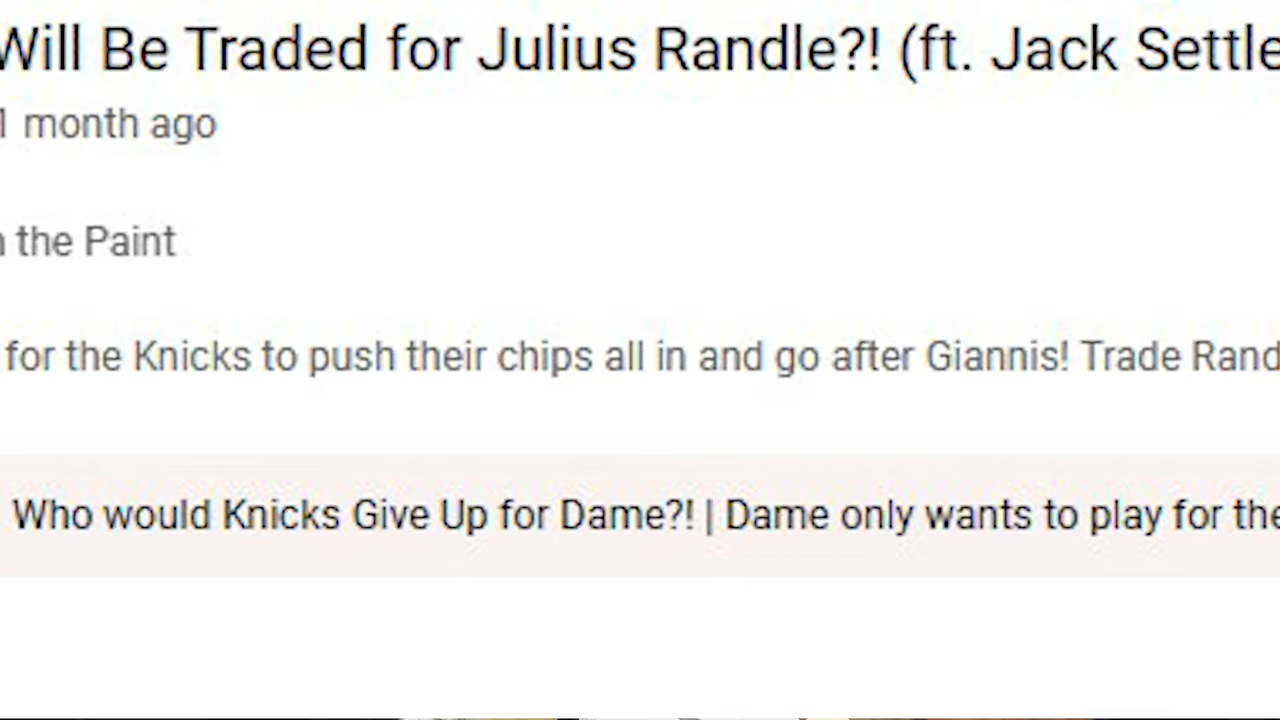 Will Be Traded for Julius Randle?! (ft. Jack Settle
1 month ago
the Paint
for the Knicks to push their chips all in and go after Giannis! Trade Rand
Who would Knicks Give Up for Dame?! | Dame only wants to play for the